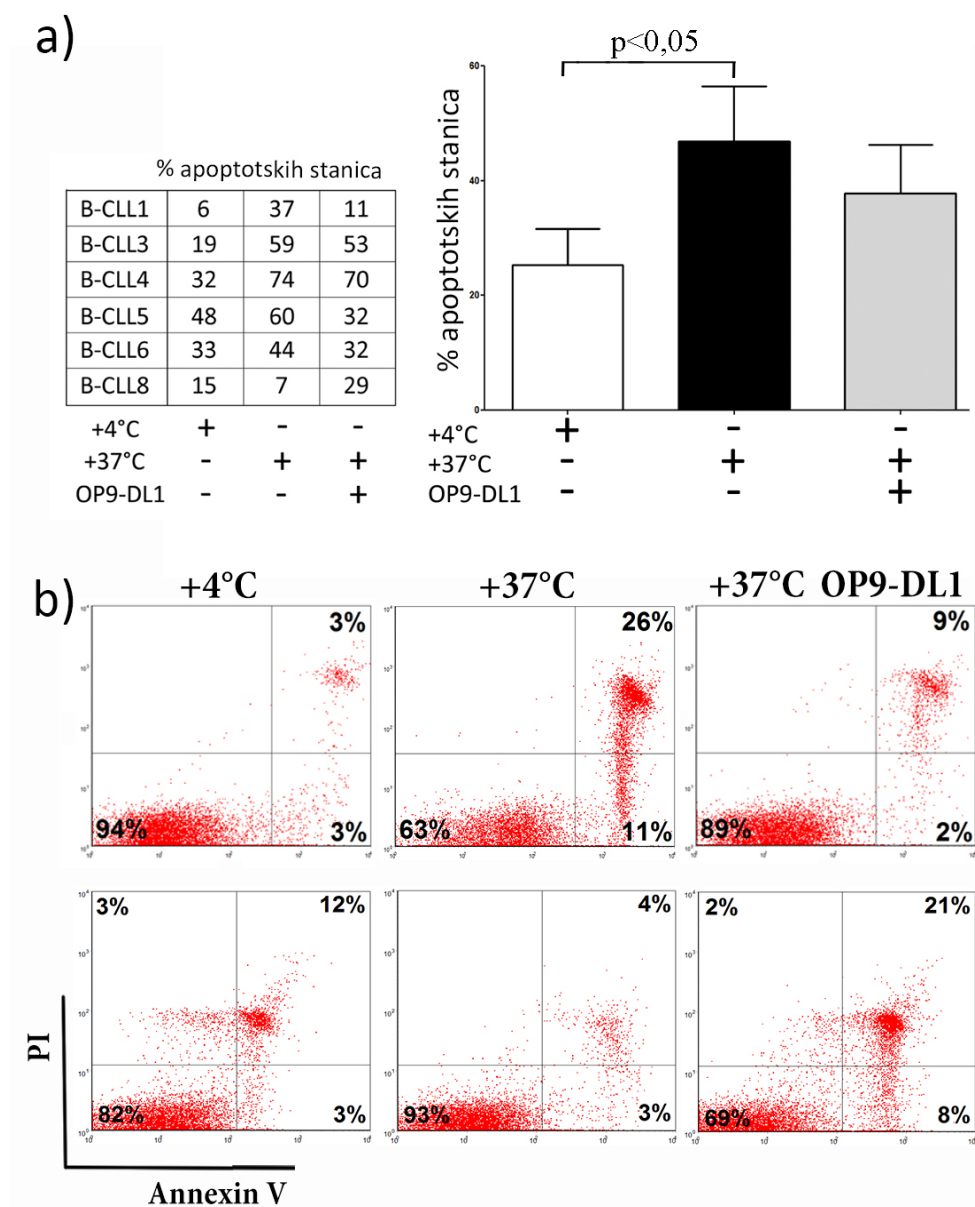 a)
% apoptotskih stanica
B-CLL1 6 37 11
B-CLL3 19 59 53
B-CLL4 32 74 70
B-CLL5 48 60 32
B-CLL6 33 44 32
B-CLL8 15 7 29
+4°C + - -
+37°C - + +
OP9-DL1 - - +
p<0,05
% apoptotskih stanica
60
40
20
0
+4°C + - -
+37°C - + +
OP9-DL1 - - +
b)
+4°C +37°C +37°C OP9-DL1
3% 26% 9%
94% 3% 63% 11% 89% 2%
3% 12% 4% 2% 21%
82% 3% 93% 3% 69% 8%
PI
Annexin V